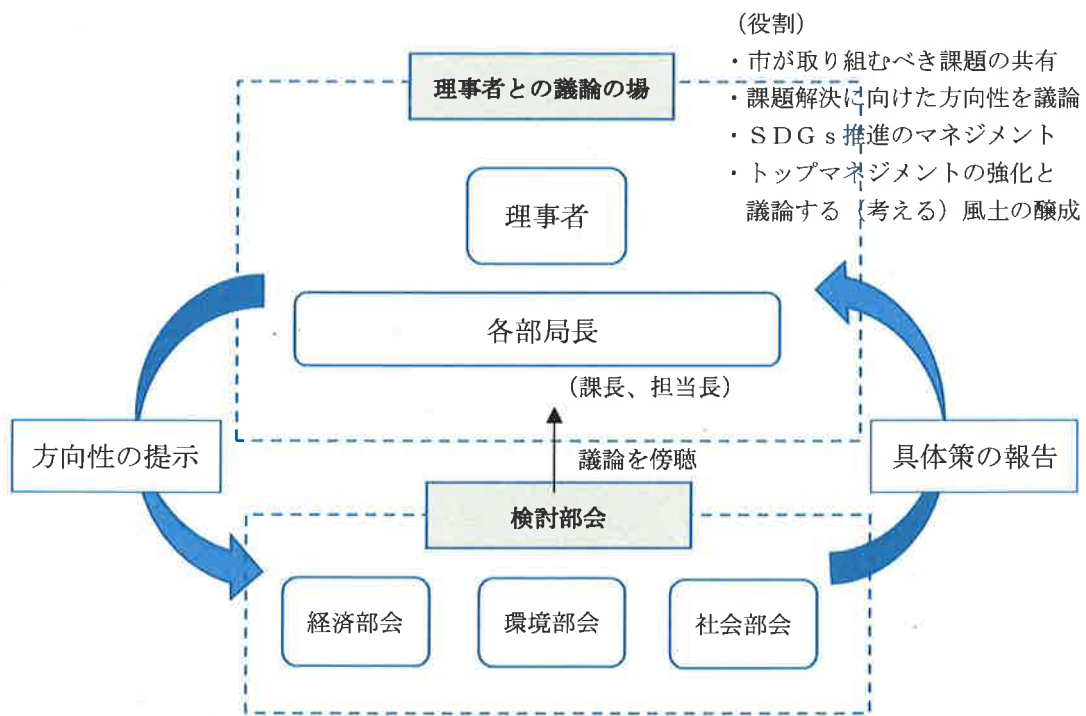 （役割）
・市が取り組むべき課題の共有
・課題解決に向けた方向性を議論
・ＳＤＧｓ推進のマネジメント
・トップマネジメントの強化と
議論する（考える）風土の醸成
理事者との議論の場
理事者
各部局長
（課長、担当長）
方向性の提示
議論を傍聴
具体策の報告
検討部会
経済部会
環境部会
社会部会